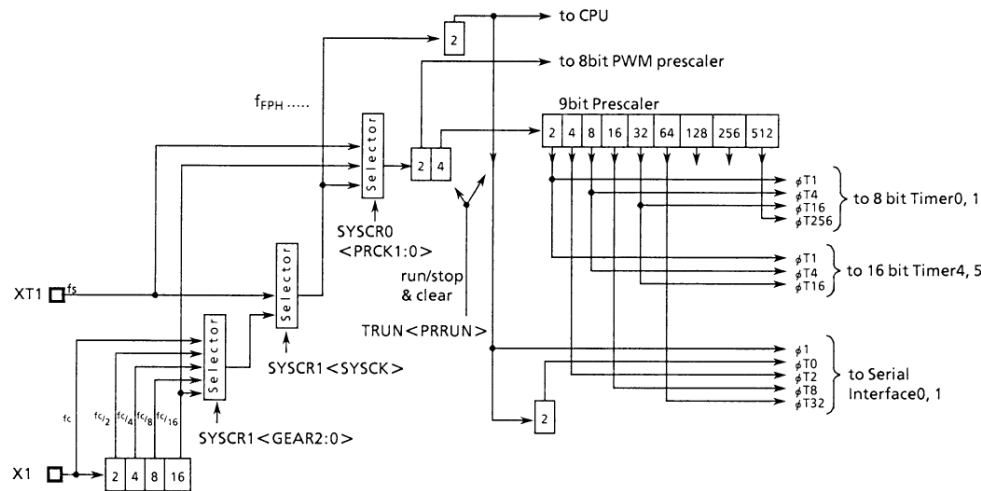 2
to CPU
to 8bit PWM prescaler
fFPH .....
9bit Prescaler
2 4 8 16 32 64 128 256 512
Selector
2 4
φT1
φT4
φT16
φT256
to 8 bit Timer0, 1
SYSCR0
<PRCK1:0>
run/stop
& clear
φT1
φT4
φT16
to 16 bit Timer4, 5
XT1
fs
Selector
TRUN<PRRUN>
Selector
SYSCR1<SYSCK>
φ1
φT0
φT2
φT8
φT32
to Serial
Interface0, 1
2
fc
fc/2
fc/4
fc/8
fc/16
SYSCR1<GEAR2:0>
X1
2 4 8 16